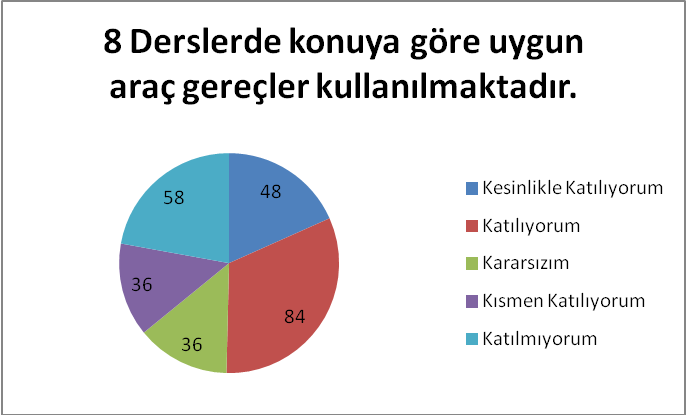 8 Derslerde konuya göre uygun
araç gereçler kullanılmaktadır.
48
84
36
36
58
Kesinlikle Katılıyorum
Katılıyorum
Kararsızım
Kısmen Katılıyorum
Katılmıyorum